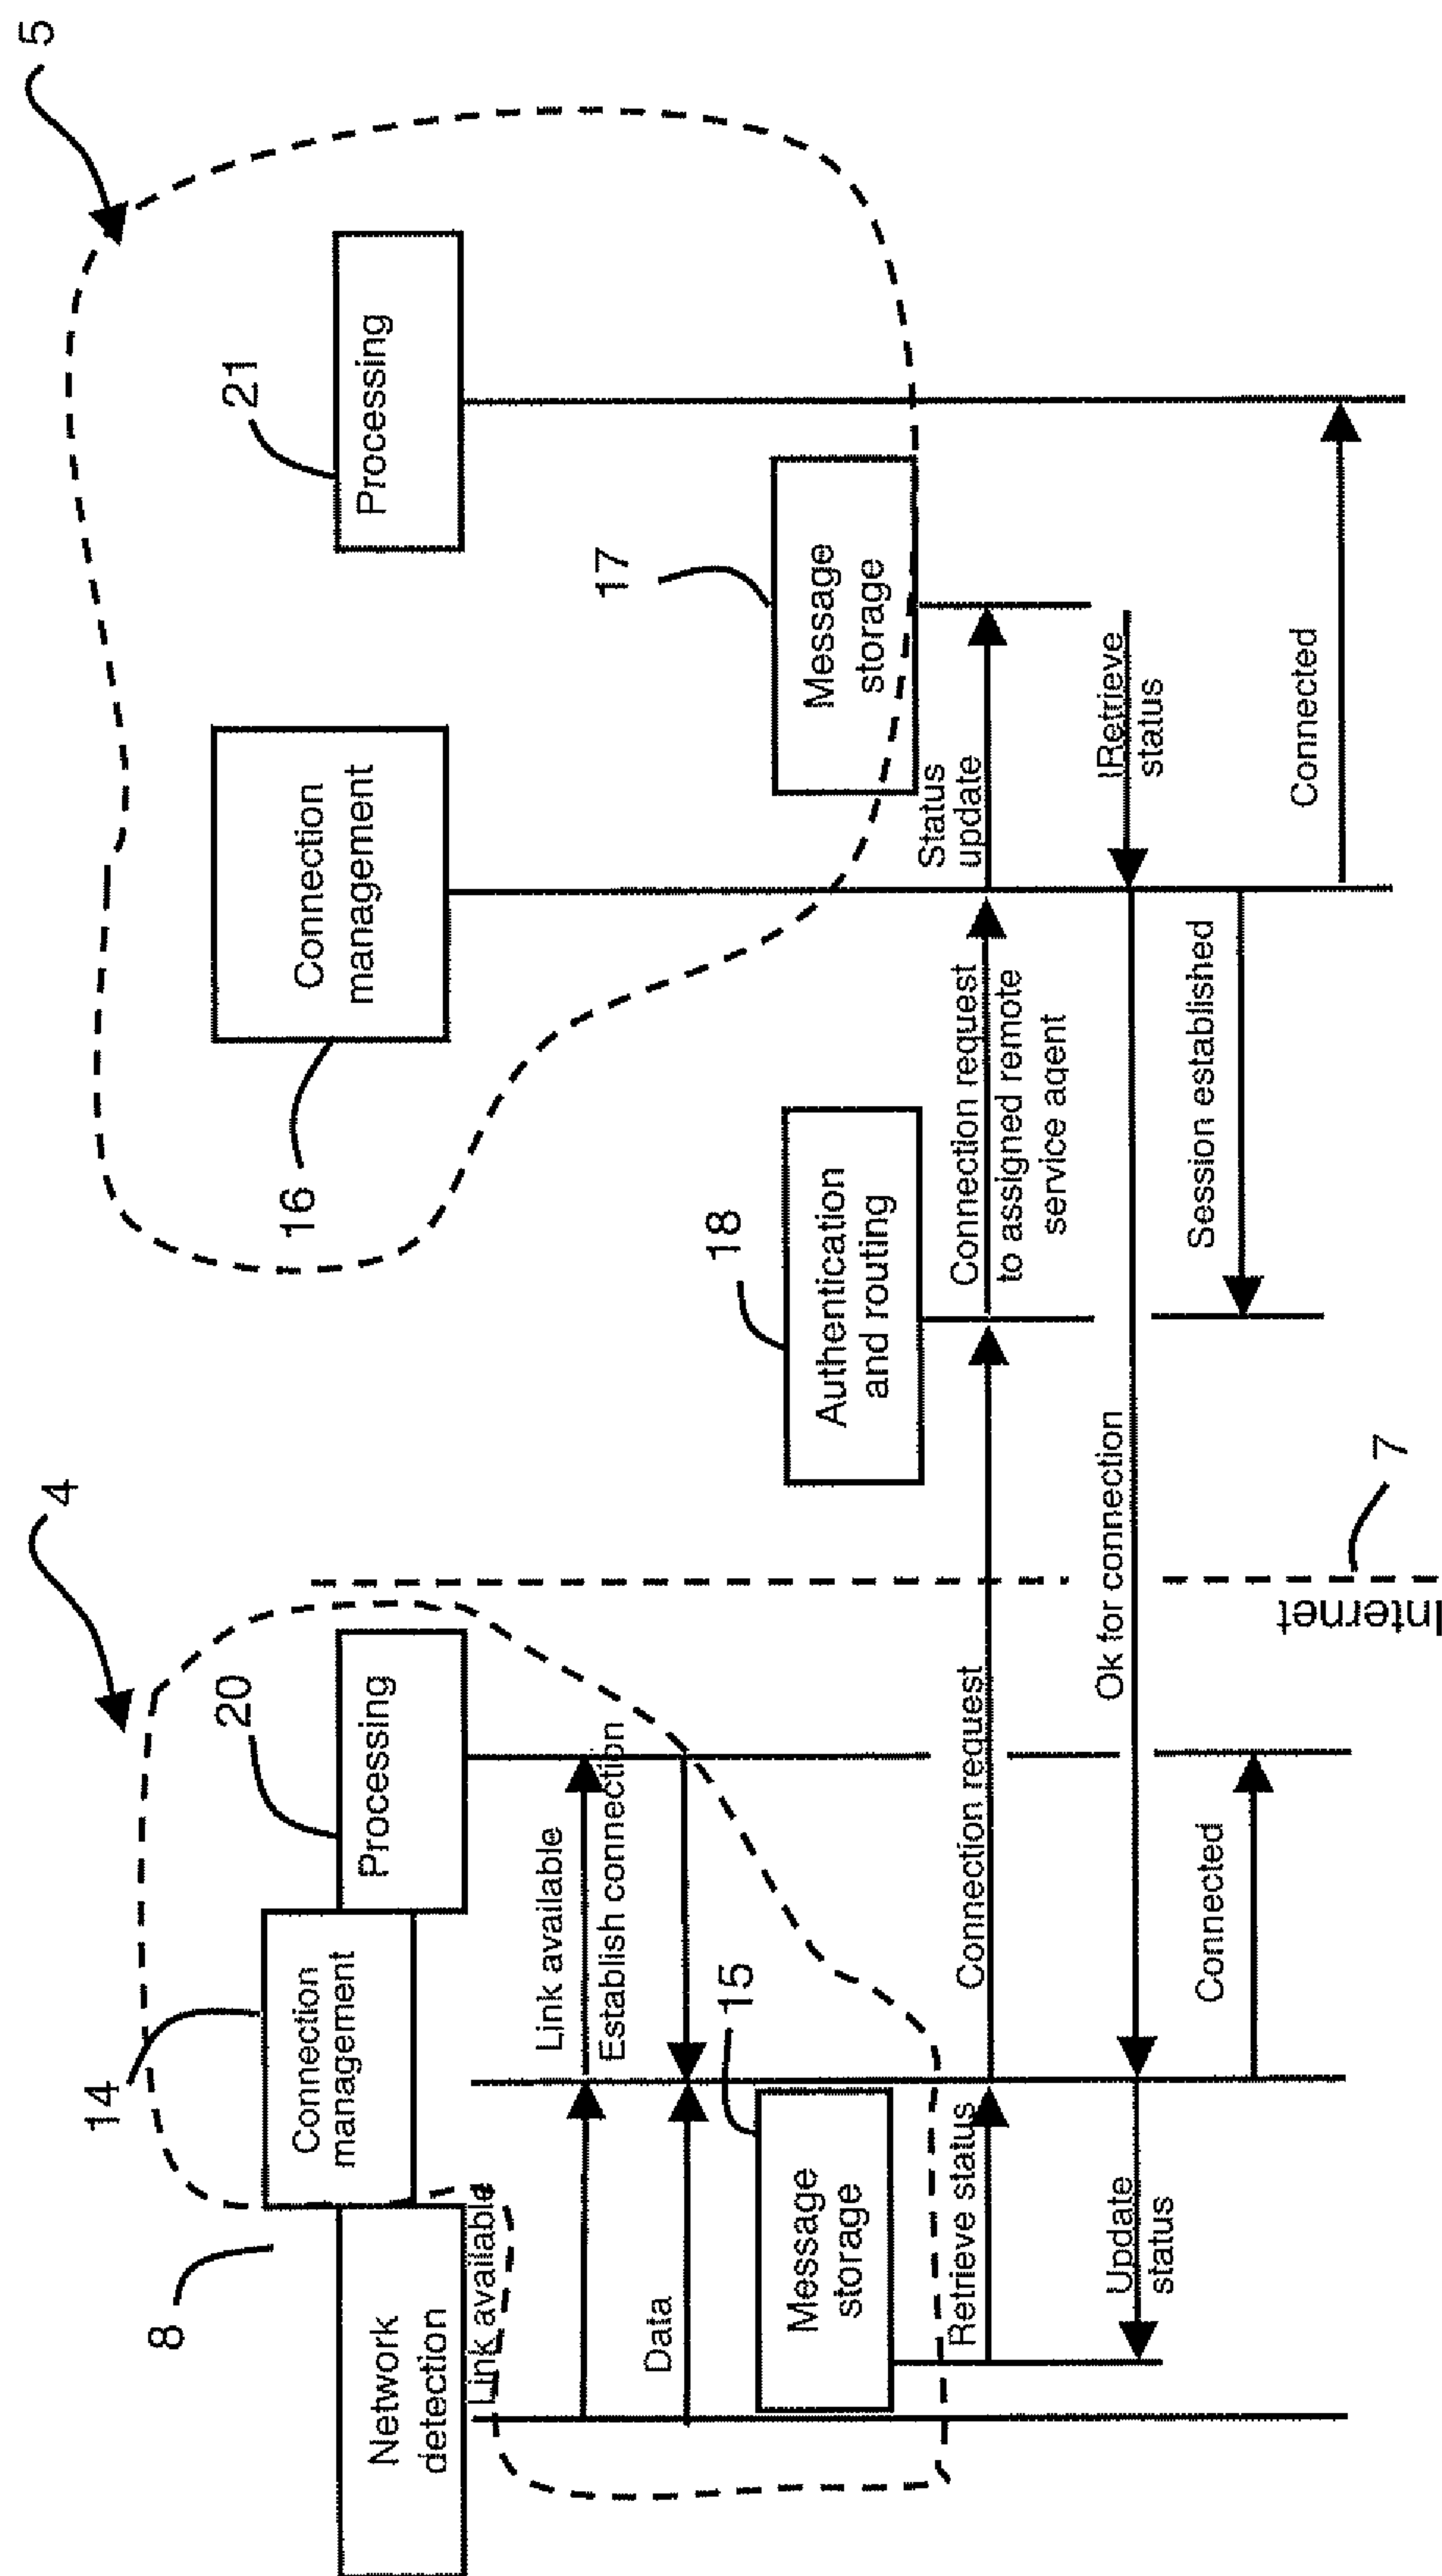 4
5
8
14
20
16
21
Network
detection
Connection
management
Processing
Connection
management
Processing
Link available
Link available
Establish connection
Data
15
Message
storage
18
Authentication
and routing
17
Message
storage
Retrieve status
Connection request
Connection request
to assigned remote
service agent
Status
update
Update
status
Ok for connection
IRetrieve
status
Connected
Session established
Connected
Internet
7